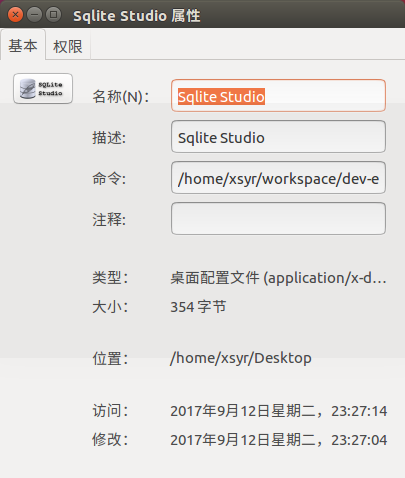 Sqlite Studio 属性
基本 权限
SQLite
Studio
名称(N)： Sqlite Studio
描述: Sqlite Studio
命令: /home/xsyr/workspace/dev-e
注释:
类型： 桌面配置文件 (application/x-d…
大小： 354 字节
位置： /home/xsyr/Desktop
访问： 2017年9月12日星期二，23:27:14
修改： 2017年9月12日星期二，23:27:04